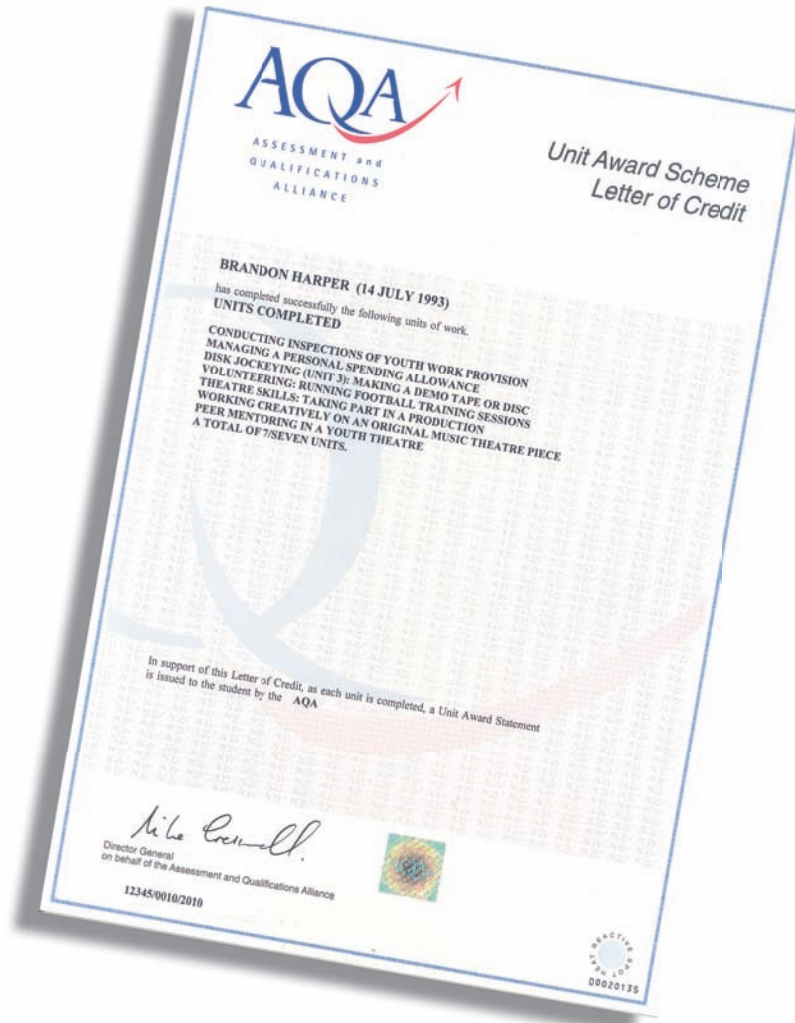 AQA
ASSESSMENT and
QUALIFICATIONS
ALLIANCE
Unit Award Scheme
Letter of Credit
BRANDON HARPER (14 JULY 1993)
has completed successfully the following units of work.
UNITS COMPLETED
CONDUCTING INSPECTIONS OF YOUTH WORK PROVISION
MANAGING A PERSONAL SPENDING ALLOWANCE
DISK JOCKEYING (UNIT 3): MAKING A DEMO TAPE OR DISC
VOLUNTEERING: RUNNING FOOTBALL TRAINING SESSIONS
THEATRE SKILLS: TAKING PART IN A PRODUCTION
WORKING CREATIVELY ON AN ORIGINAL MUSIC THEATRE PIECE
PEER MENTORING IN A YOUTH THEATRE
A TOTAL OF 7/SEVEN UNITS.
In support of this Letter of Credit, as each unit is completed, a Unit Award Statement
is issued to the student by the AQA
Director General
on behalf of the Assessment and Qualifications Alliance
12345/0010/2010
HEAT REACTIVE SPOT
D0020135